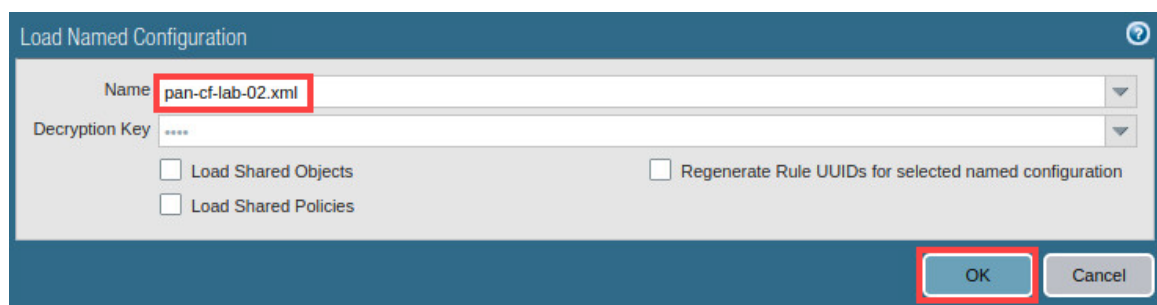 Load Named Configuration
Name pan-cf-lab-02.xml
Decryption Key ••••
Load Shared Objects Regenerate Rule UUIDs for selected named configuration
Load Shared Policies
OK Cancel